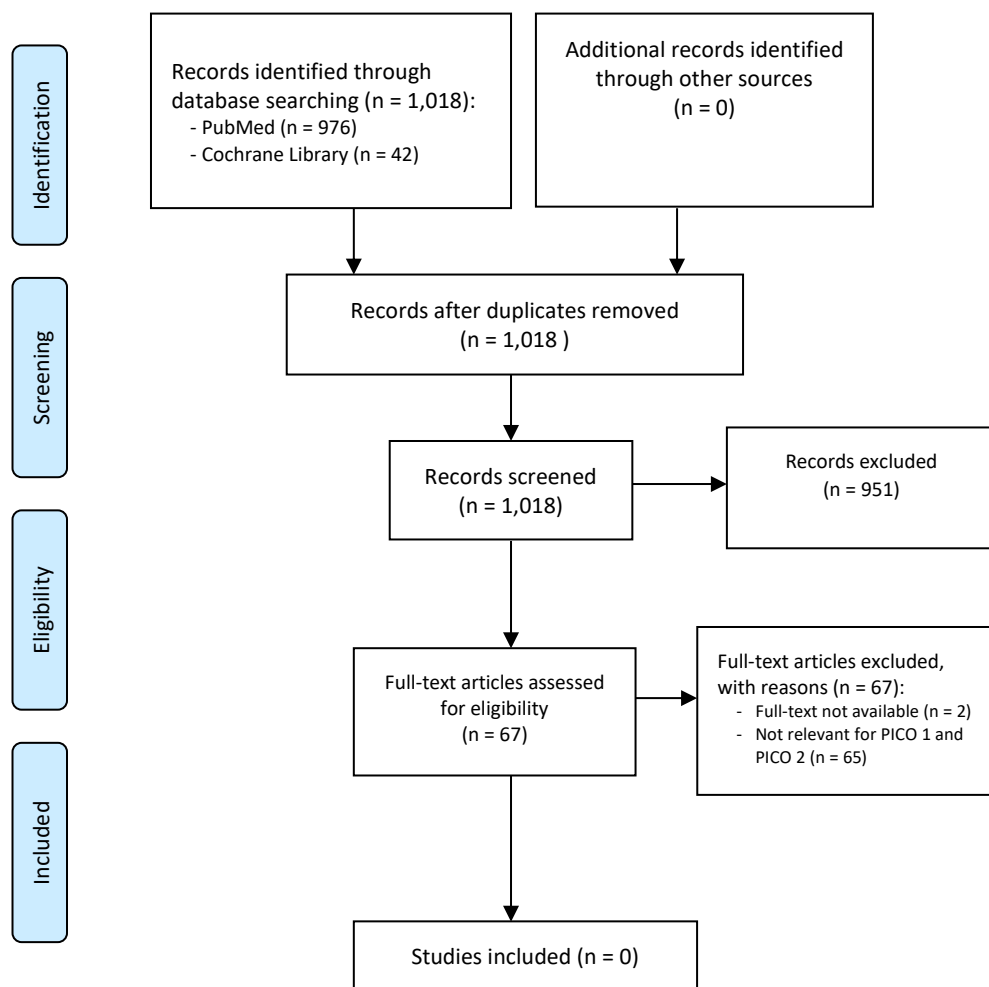 Identification
Records identified through
database searching (n = 1,018):
- PubMed (n = 976)
- Cochrane Library (n = 42)
Additional records identified
through other sources
(n = 0)
Screening
Records after duplicates removed
(n = 1,018 )
Records screened
(n = 1,018)
Records excluded
(n = 951)
Eligibility
Full-text articles assessed
for eligibility
(n = 67)
Full-text articles excluded,
with reasons (n = 67):
- Full-text not available (n = 2)
- Not relevant for PICO 1 and
PICO 2 (n = 65)
Included
Studies included (n = 0)